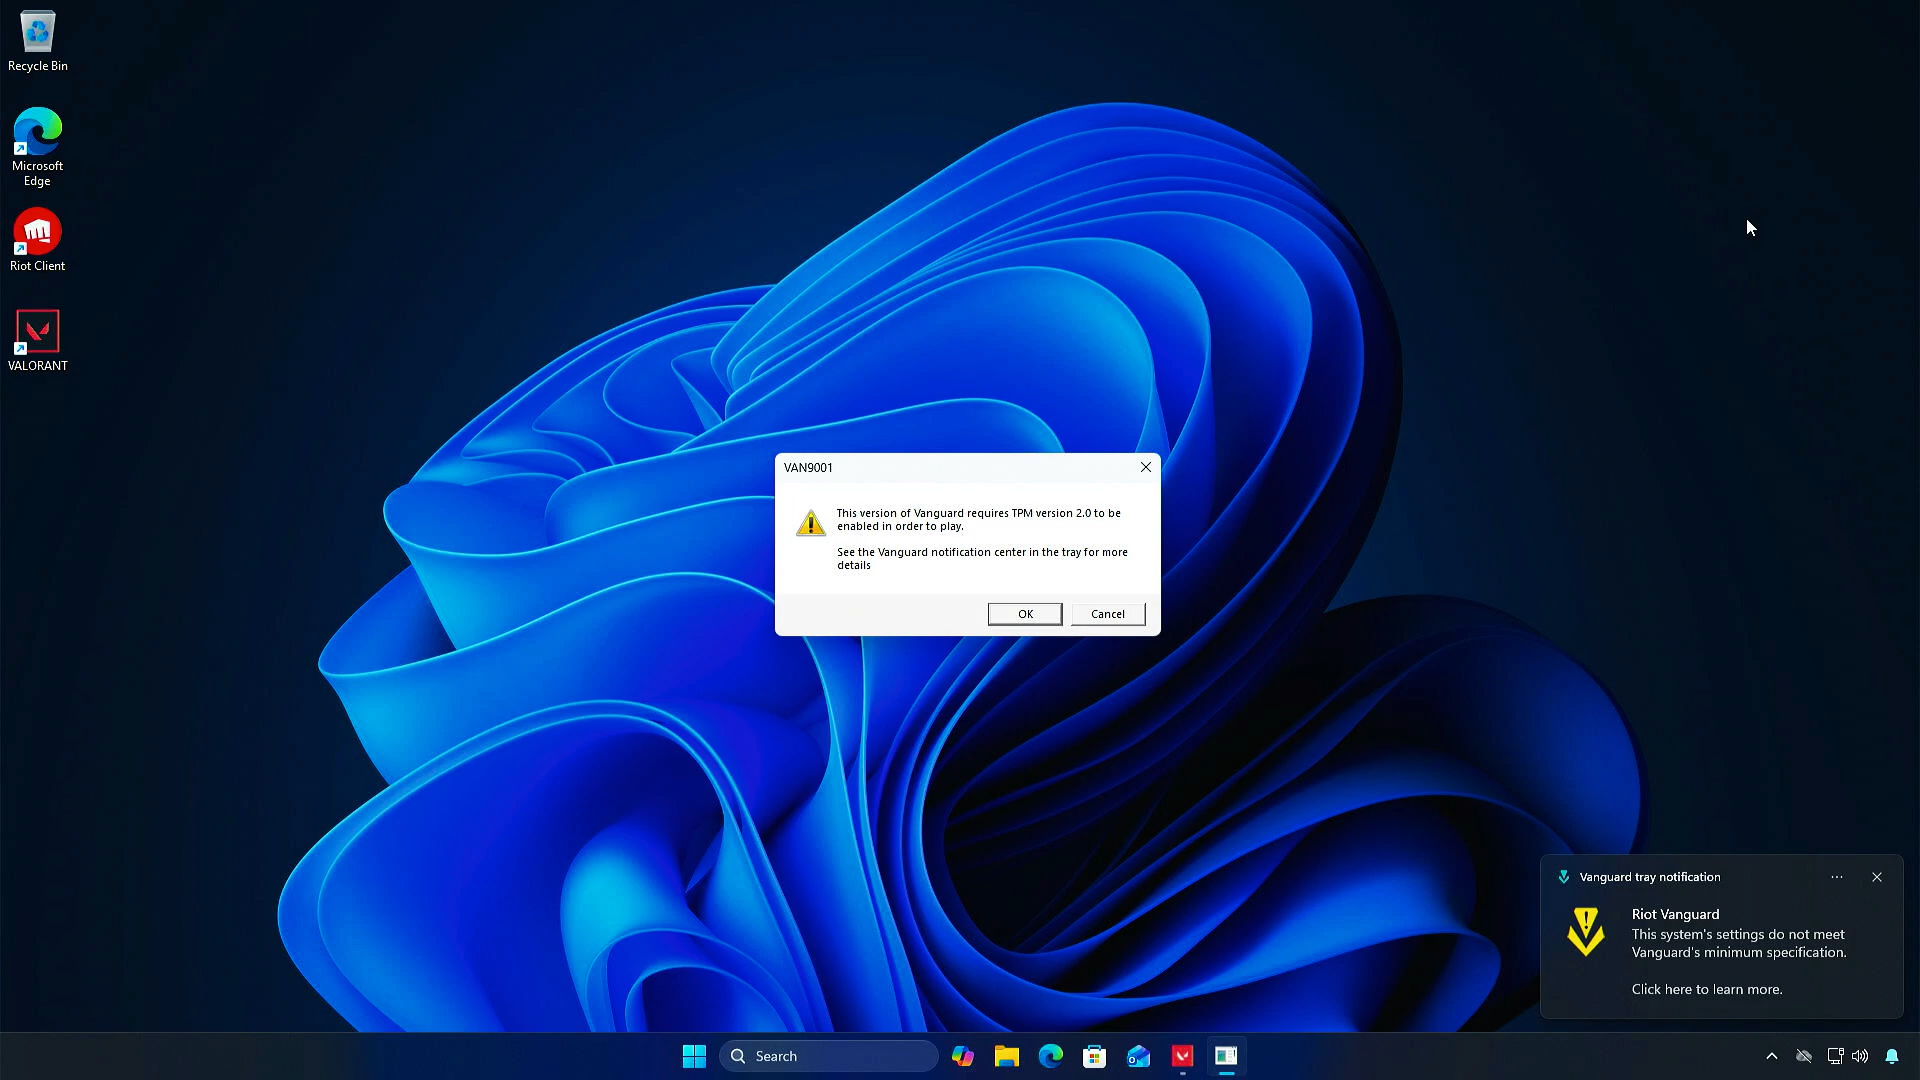 Recycle Bin
Microsoft
Edge
Riot Client
VALORANT
VAN9001
This version of Vanguard requires TPM version 2.0 to be
enabled in order to play.
See the Vanguard notification center in the tray for more
details
OK
Cancel
Vanguard tray notification
Riot Vanguard
This system's settings do not meet
Vanguard's minimum specification.
Click here to learn more.
Search